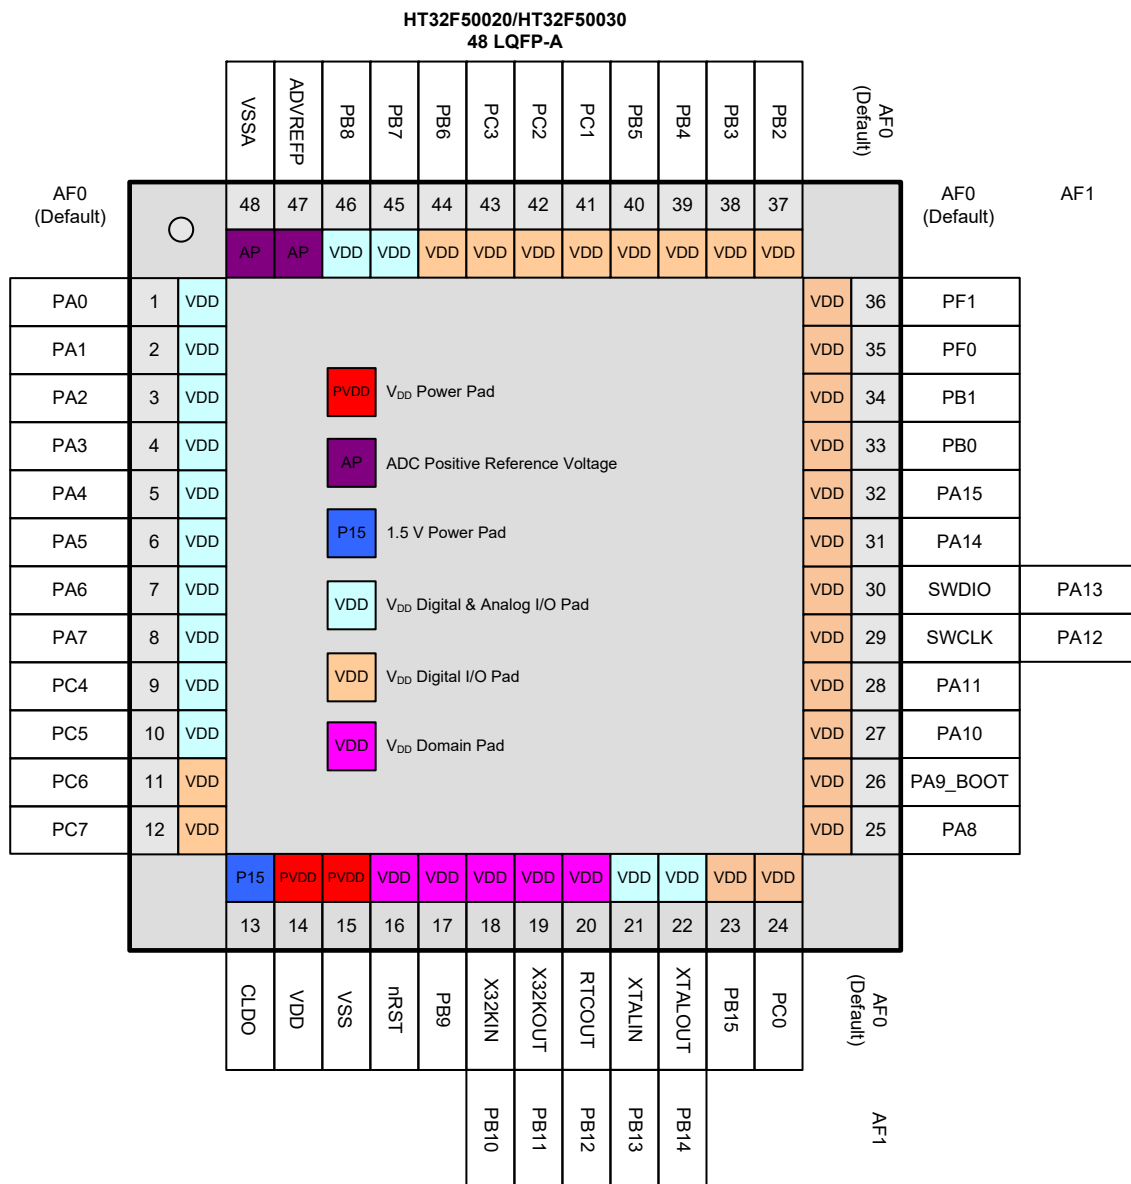 HT32F50020/HT32F50030
48 LQFP-A
VSSA ADVREFP PB8 PB7 PB6 PC3 PC2 PC1 PB5 PB4 PB3 PB2
AF0
(Default)
AF0
(Default)
48 47 46 45 44 43 42 41 40 39 38 37
AF0
(Default)
AF1
AP AP VDD VDD VDD VDD VDD VDD VDD VDD VDD VDD
PA0 1 VDD
VDD 36 PF1
PA1 2 VDD
VDD 35 PF0
PA2 3 VDD
VDD 34 PB1
PA3 4 VDD
VDD 33 PB0
PA4 5 VDD
VDD 32 PA15
PA5 6 VDD
VDD 31 PA14
PA6 7 VDD
VDD 30 SWDIO PA13
PA7 8 VDD
VDD 29 SWCLK PA12
PC4 9 VDD
VDD 28 PA11
PC5 10 VDD
VDD 27 PA10
PC6 11 VDD
VDD 26 PA9_BOOT
PC7 12 VDD
VDD 25 PA8
PVDD VDD Power Pad
AP ADC Positive Reference Voltage
P15 1.5 V Power Pad
VDD VDD Digital & Analog I/O Pad
VDD VDD Digital I/O Pad
VDD VDD Domain Pad
P15 PVDD PVDD VDD VDD VDD VDD VDD VDD VDD VDD VDD
13 14 15 16 17 18 19 20 21 22 23 24
CLDO VDD VSS nRST PB9 X32KIN X32KOUT RTCOUT XTALIN XTALOUT PB15 PC0
AF0
(Default)
PB10 PB11 PB12 PB13 PB14
AF1